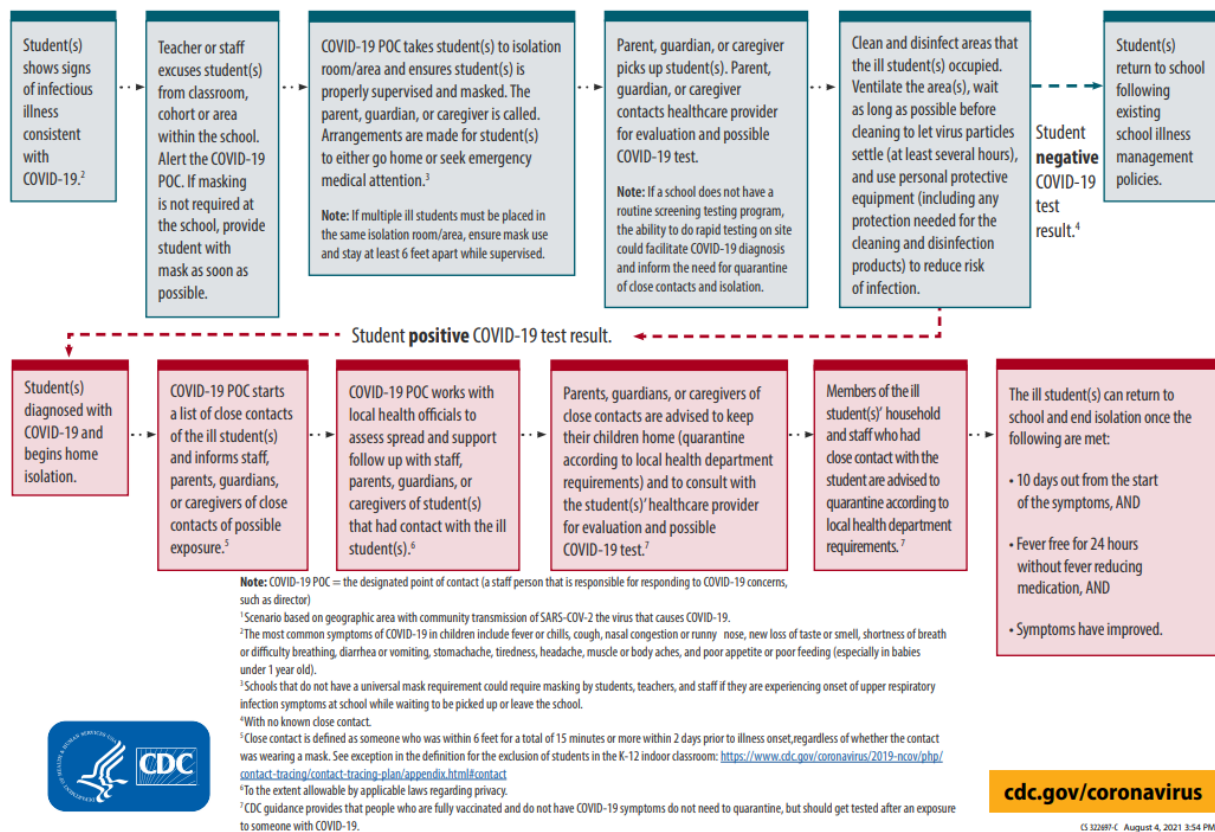 Student(s)
shows signs
of infectious
illness
consistent
with
COVID-19.2
Teacher or staff
excuses student(s)
from classroom,
cohort or area
within the school.
Alert the COVID-19
POC. If masking
is not required at
the school, provide
student with
mask as soon as
possible.
COVID-19 POC takes student(s) to isolation
room/area and ensures student(s) is
properly supervised and masked. The
parent, guardian, or caregiver is called.
Arrangements are made for student(s)
to either go home or seek emergency
medical attention.3
Note: If multiple ill students must be placed in
the same isolation room/area, ensure mask use
and stay at least 6 feet apart while supervised.
Parent, guardian, or caregiver
picks up student(s). Parent,
guardian, or caregiver
contacts healthcare provider
for evaluation and possible
COVID-19 test.
Note: If a school does not have a
routine screening testing program,
the ability to do rapid testing on site
could facilitate COVID-19 diagnosis
and inform the need for quarantine
of close contacts and isolation.
Clean and disinfect areas that
the ill student(s) occupied.
Ventilate the area(s), wait
as long as possible before
cleaning to let virus particles
settle (at least several hours),
and use personal protective
equipment (including any
protection needed for the
cleaning and disinfection
products) to reduce risk
of infection.
Student
negative
COVID-19
test
result.4
Student(s)
return to school
following
existing
school illness
management
policies.
Student positive COVID-19 test result.
Student(s)
diagnosed with
COVID-19 and
begins home
isolation.
COVID-19 POC starts
a list of close contacts
of the ill student(s)
and informs staff,
parents, guardians,
or caregivers of close
contacts of possible
exposure.5
COVID-19 POC works with
local health officials to
assess spread and support
follow up with staff,
parents, guardians, or
caregivers of student(s)
that had contact with the ill
student(s).6
Parents, guardians, or caregivers of
close contacts are advised to keep
their children home (quarantine
according to local health department
requirements) and to consult with
the student(s)' healthcare provider
for evaluation and possible
COVID-19 test.7
Members of the ill
student(s)' household
and staff who had
close contact with the
student are advised to
quarantine according to
local health department
requirements. 7
The ill student(s) can return to
school and end isolation once the
following are met:
• 10 days out from the start
of the symptoms, AND
• Fever free for 24 hours
without fever reducing
medication, AND
• Symptoms have improved.
Note: COVID-19 POC = the designated point of contact (a staff person that is responsible for responding to COVID-19 concerns,
such as director)
1Scenario based on geographic area with community transmission of SARS-COV-2 the virus that causes COVID-19.
2The most common symptoms of COVID-19 in children include fever or chills, cough, nasal congestion or runny nose, new loss of taste or smell, shortness of breath
or difficulty breathing, diarrhea or vomiting, stomachache, tiredness, headache, muscle or body aches, and poor appetite or poor feeding (especially in babies
under 1 year old).
3Schools that do not have a universal mask requirement could require masking by students, teachers, and staff if they are experiencing onset of upper respiratory
infection symptoms at school while waiting to be picked up or leave the school.
4With no known close contact.
5Close contact is defined as someone who was within 6 feet for a total of 15 minutes or more within 2 days prior to illness onset,regardless of whether the contact
was wearing a mask. See exception in the definition for the exclusion of students in the K-12 indoor classroom: https://www.cdc.gov/coronavirus/2019-ncov/php/
contact-tracing/contact-tracing-plan/appendix.html#contact
6To the extent allowable by applicable laws regarding privacy.
7CDC guidance provides that people who are fully vaccinated and do not have COVID-19 symptoms do not need to quarantine, but should get tested after an exposure
to someone with COVID-19.
CDC
cdc.gov/coronavirus
CS 322697-C August 4, 2021 3:54 PM